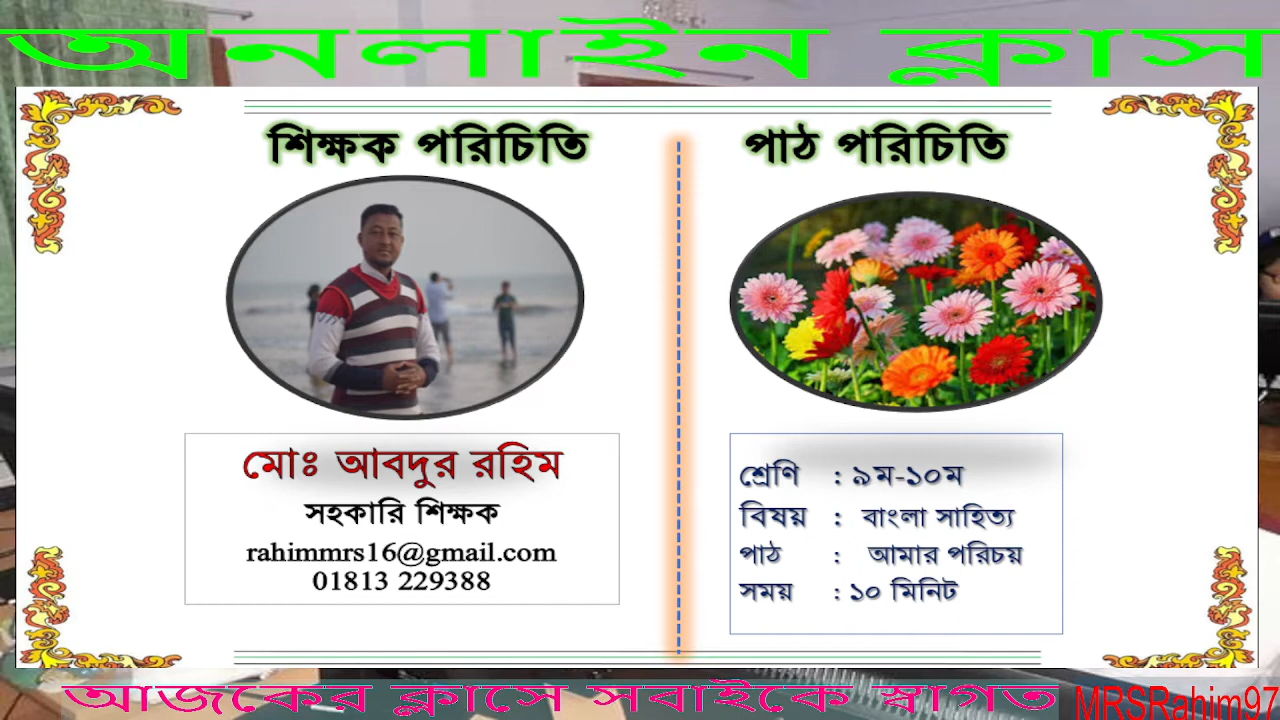 অনলাইন ক্লাস
শিক্ষক পরিচিতি
মোঃ আবদুর রহিম
সহকারি শিক্ষক
rahimmrs16@gmail.com
01813 229388
পাঠ পরিচিতি
শ্রেণি : ৯ম-১০ম
বিষয় : বাংলা সাহিত্য
পাঠ : আমার পরিচয়
সময় : ১০ মিনিট
আজকের ক্লাসে সবাইকে স্বাগত
MRSRahim97